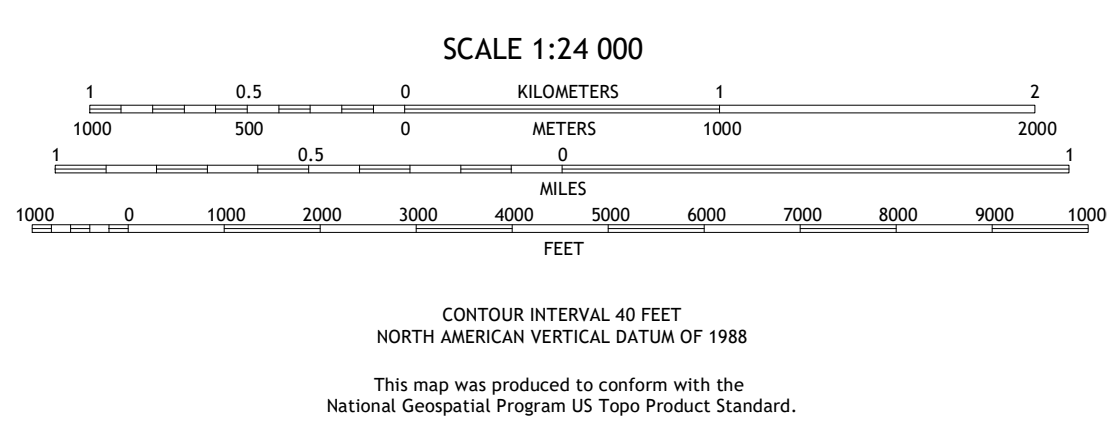 SCALE 1:24 000
1 0.5 0 KILOMETERS 1 2
1000 500 0 METERS 1000 2000
1 0.5 0 1
MILES
1000 0 1000 2000 3000 4000 5000 6000 7000 8000 9000 1000
FEET
CONTOUR INTERVAL 40 FEET
NORTH AMERICAN VERTICAL DATUM OF 1988
This map was produced to conform with the
National Geospatial Program US Topo Product Standard.